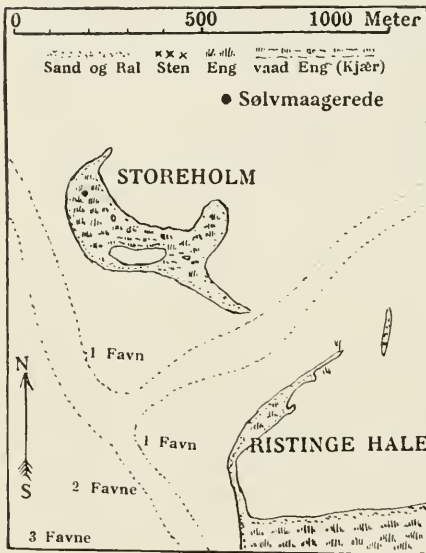 0 500 1000 Meter
Sand og Ral Sten Eng vaad Eng (Kjær)
Sølvmaagerede
STOREHOLM
1 Favn
N
1 Favn
RISTINGE HALE
S
2 Favne
3 Favne